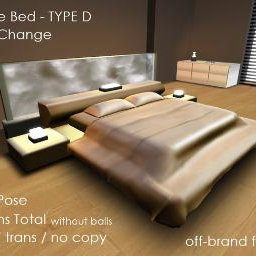 e Bed - TYPE D
Change
Pose
ns Total without balls
trans / no copy
off-brand f